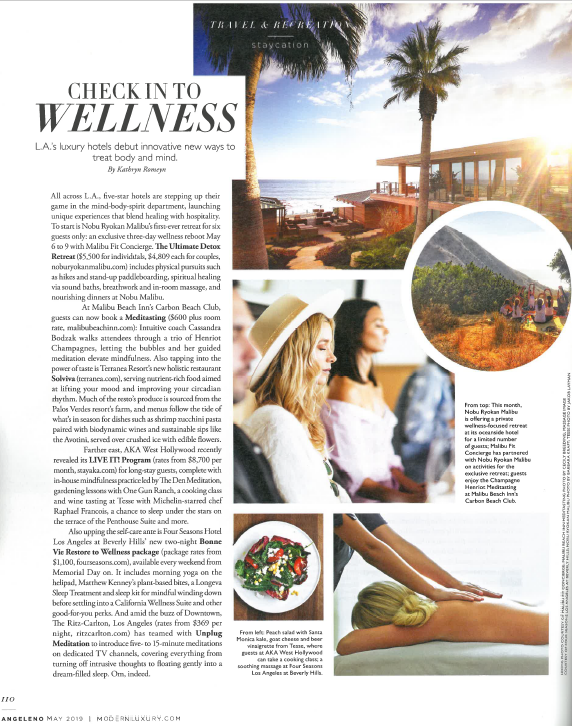 TRAVEL & RECREATION
staycation
CHECK IN TO
WELLNESS
L.A.'s luxury hotels debut innovative new ways to
treat body and mind.
By Kathryn Romeyn
All across L.A., five-star hotels are stepping up their
game in the mind-body-spirit department, launching
unique experiences that blend healing with hospitality.
To start is Nobu Ryokan Malibu's first-ever retreat for six
guests only: an exclusive three-day wellness reboot May
6 to 9 with Malibu Fit Concierge. The Ultimate Detox
Retreat ($5,500 for individuals, $4,809 each for couples,
noburyokanmalibu.com) includes physical pursuits such
as hikes and stand-up paddleboarding, spiritual healing
via sound baths, breathwork and in-room massage, and
nourishing dinners at Nobu Malibu.
At Malibu Beach Inn's Carbon Beach Club,
guests can now book a Meditasting ($600 plus room
rate, malibubeachinn.com): Intuitive coach Cassandra
Bodzak walks attendees through a trio of Henriot
Champagnes, letting the bubbles and her guided
meditation elevate mindfulness. Also tapping into the
power of taste is Terranea Resort's new holistic restaurant
Solviva (terranea.com), serving nutrient-rich food aimed
at lifting your mood and improving your circadian
rhythm. Much of the resto's produce is sourced from the
Palos Verdes resort's farm, and menus follow the tide of
what's in season for dishes such as shrimp zucchini pasta
paired with biodynamic wines and sustainable sips like
the Avotini, served over crushed ice with edible flowers.
Farther east, AKA West Hollywood recently
revealed its LIVE IT! Program (rates from $8,700 per
month, stayaka.com) for long-stay guests, complete with
in-house mindfulness practice led by The Den Meditation,
gardening lessons with One Gun Ranch, a cooking class
and wine tasting at Tesse with Michelin-starred chef
Raphael Francois, a chance to sleep under the stars on
the terrace of the Penthouse Suite and more.
Also upping the self-care ante is Four Seasons Hotel
Los Angeles at Beverly Hills' new two-night Bonne
Vie Restore to Wellness package (package rates from
$1,100, fourseasons.com), available every weekend from
Memorial Day on. It includes morning yoga on the
helipad, Matthew Kenney's plant-based bites, a Longeva
Sleep Treatment and sleep kit for mindful winding down
before settling into a California Wellness Suite and other
good-for-you perks. And amid the buzz of Downtown,
The Ritz-Carlton, Los Angeles (rates from $369 per
night, ritzcarlton.com) has teamed with Unplug
Meditation to introduce five- to 15-minute meditations
on dedicated TV channels, covering everything from
turning off intrusive thoughts to floating gently into a
dream-filled sleep. Om, indeed.
From top: This month,
Nobu Ryokan Malibu
is offering a private
wellness-focused retreat
at its oceanside hotel
for a limited number
of guests; Malibu Fit
Concierge has partnered
with Nobu Ryokan Malibu
on activities for the
exclusive retreat; guests
enjoy the Champagne
Henriot Meditasting
at Malibu Beach Inn's
Carbon Beach Club.
From left: Peach salad with Santa
Monica kale, goat cheese and beer
vinaigrette from Tesse, where
guests at AKA West Hollywood
can take a cooking class; a
soothing massage at Four Seasons
Los Angeles at Beverly Hills.
110
ANGELENO MAY 2019 | MODERNLUXURY.COM